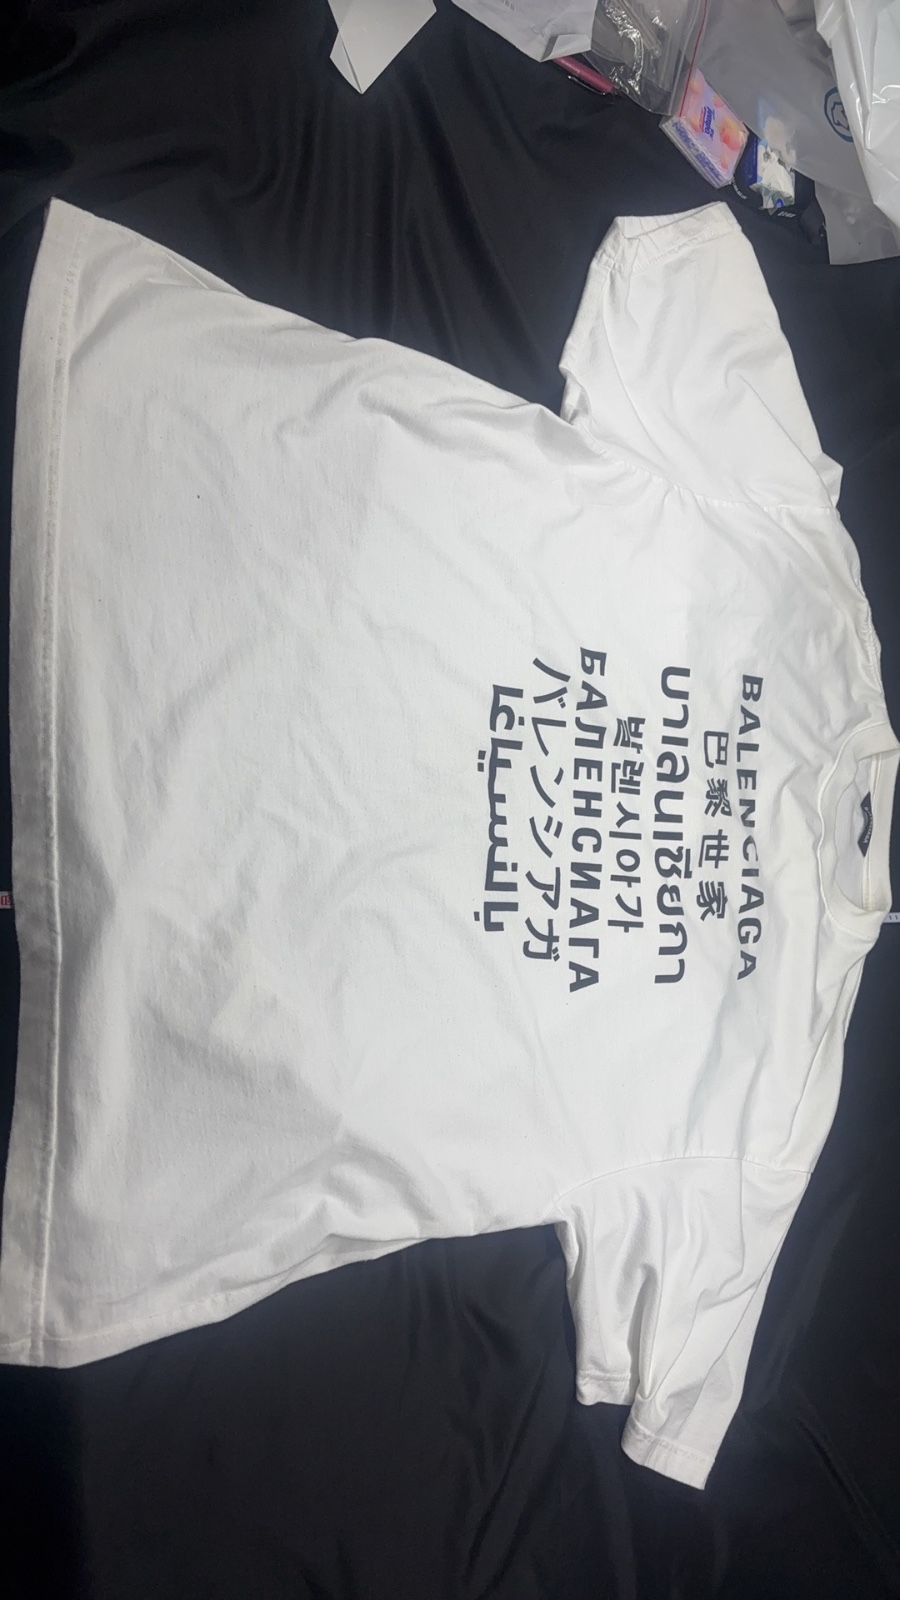 BALENCIAGA
巴黎世家
บาเลนเซียกา
발렌시아가
БАЛЕНСИАГА
バレンシアガ
بالنسياغا